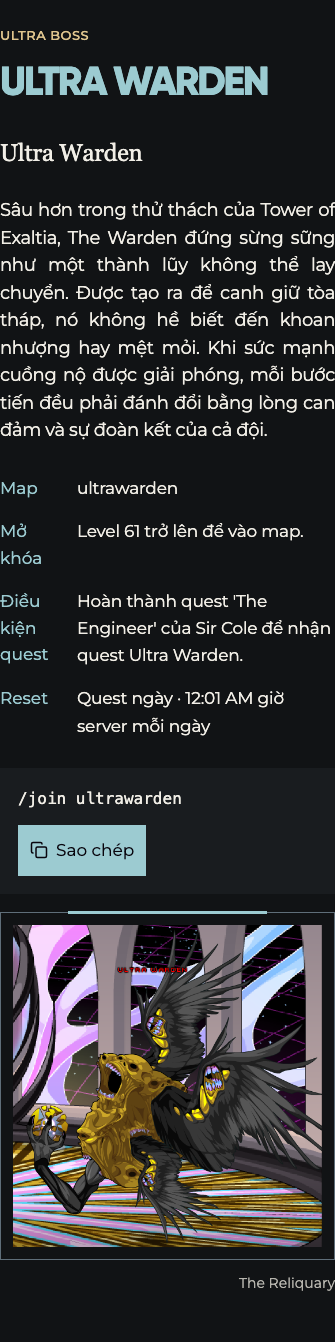 ULTRA BOSS
ULTRA WARDEN
Ultra Warden
Sâu hơn trong thử thách của Tower of
Exaltia, The Warden đứng sừng sững
như một thành lũy không thể lay
chuyển. Được tạo ra để canh giữ tòa
tháp, nó không hề biết đến khoan
nhượng hay mệt mỏi. Khi sức mạnh
cuồng nộ được giải phóng, mỗi bước
tiến đều phải đánh đổi bằng lòng can
đảm và sự đoàn kết của cả đội.
Map
ultrawarden
Mở
khóa
Level 61 trở lên để vào map.
Điều
kiện
quest
Hoàn thành quest 'The
Engineer' của Sir Cole để nhận
quest Ultra Warden.
Reset
Quest ngày · 12:01 AM giờ
server mỗi ngày
/join ultrawarden
Sao chép
ULTRA WARDEN
The Reliquary